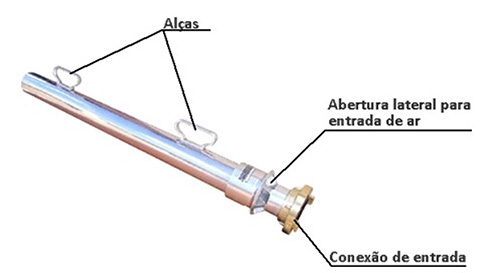 Alças
Abertura lateral para
entrada de ar
Conexão de entrada